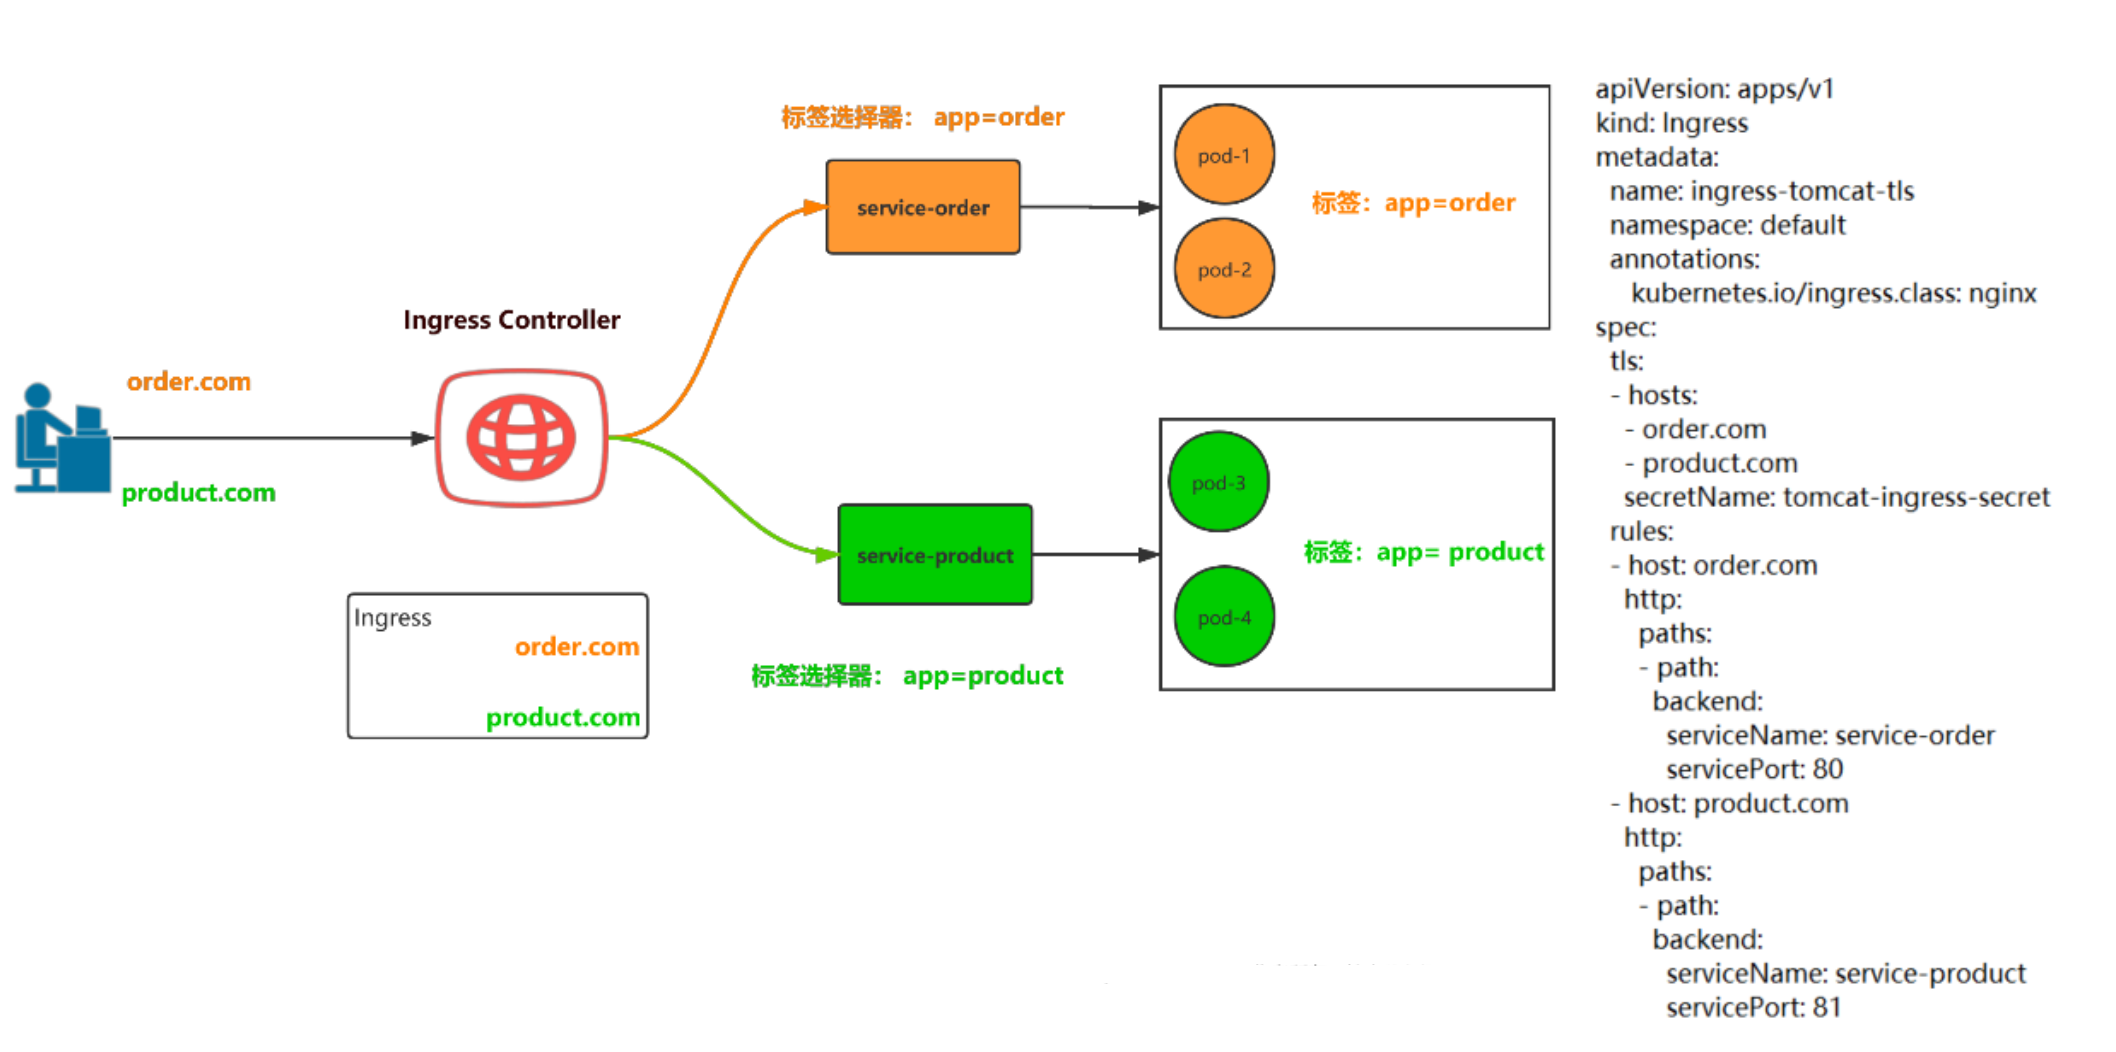 标签选择器： app=order
service-order
pod-1
pod-2
标签：app=order
Ingress Controller
order.com
product.com
service-product
pod-3
pod-4
标签：app= product
标签选择器： app=product
Ingress
order.com
product.com
apiVersion: apps/v1
kind: Ingress
metadata:
  name: ingress-tomcat-tls
  namespace: default
  annotations:
    kubernetes.io/ingress.class: nginx
spec:
  tls:
  - hosts:
    - order.com
    - product.com
    secretName: tomcat-ingress-secret
  rules:
  - host: order.com
    http:
      paths:
      - path:
        backend:
          serviceName: service-order
          servicePort: 80
  - host: product.com
    http:
      paths:
      - path:
        backend:
          serviceName: service-product
          servicePort: 81